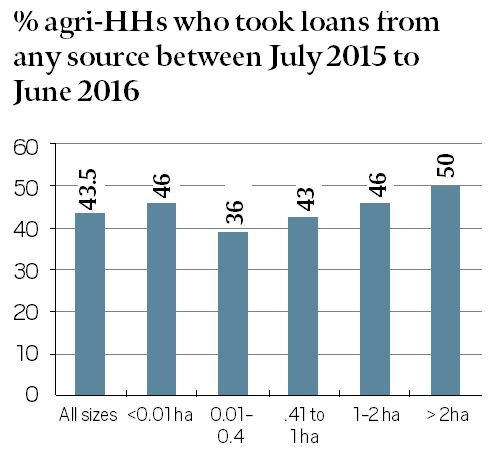 % agri-HHs who took loans from
any source between July 2015 to
June 2016
60
50
40
30
20
10
0
43.5
46
36
43
46
50
All sizes
<0.01 ha
0.01-
0.4
.41 to
1 ha
1-2 ha
> 2ha